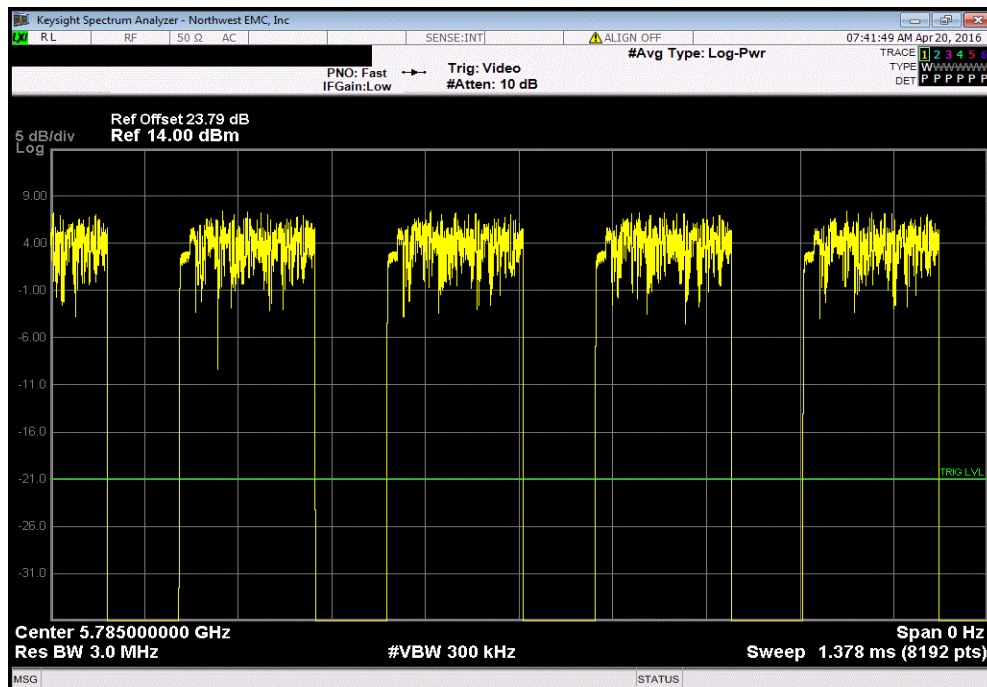 Keysight Spectrum Analyzer - Northwest EMC, Inc
LXI RL RF 50 Ω AC SENSE:INT ALIGN OFF 07:41:49 AM Apr 20, 2016
#Avg Type: Log-Pwr
TRACE 1 2 3 4 5 6
PNO: Fast Trig: Video
TYPE WWWWWW
IFGain:Low #Atten: 10 dB
DET P P P P P P
Ref Offset 23.79 dB
5 dB/div Ref 14.00 dBm
Log
9.00
4.00
-1.00
-6.00
-11.0
-16.0
-21.0
TRIG LVL
-26.0
-31.0
Center 5.785000000 GHz Span 0 Hz
Res BW 3.0 MHz #VBW 300 kHz Sweep 1.378 ms (8192 pts)
MSG STATUS